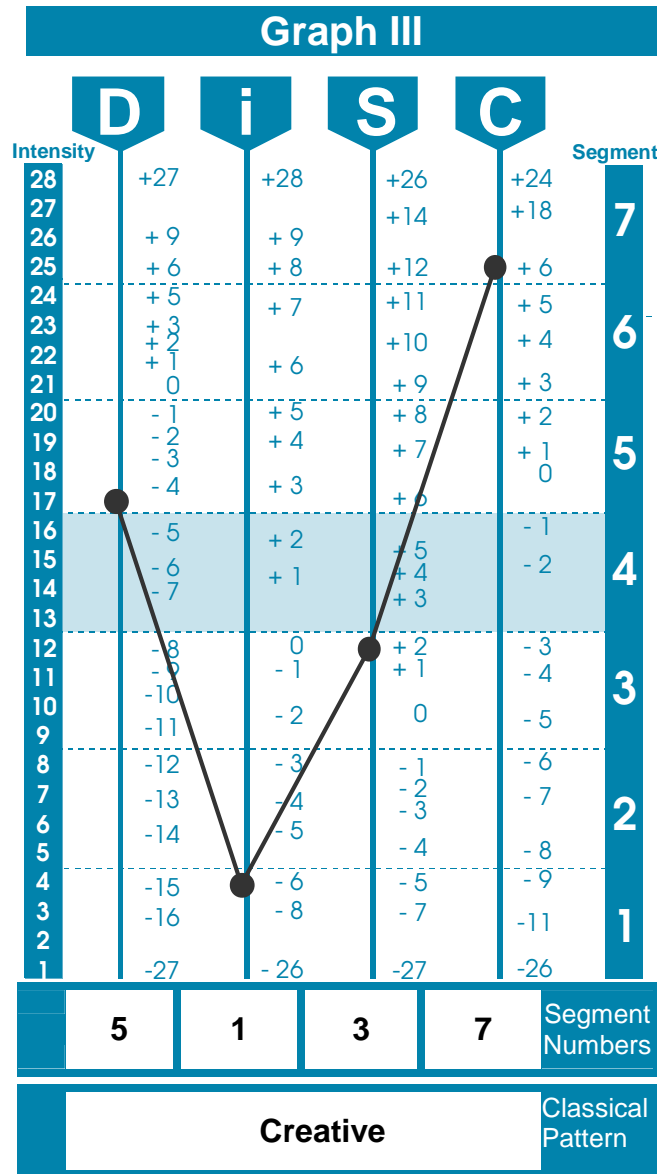 Graph III
D i S C
Intensity Segment
28 +27 +28 +26 +24
27 +14 +18 7
26 + 9 + 9
25 + 6 + 8 +12 + 6
24 + 5 + 7 +11 + 5
23 + 3 6
+ 2 +10 + 4
22 + 1 + 6
21 0 + 9 + 3
20 - 1 + 5 + 8 + 2
19 - 2 + 4 + 7 + 1 5
18 - 3 0
17 - 4 + 3 + 6
16 - 5 + 2 - 1
15 - 6 + 1 + 5 - 2 4
14 - 7 + 4
13 + 3
12 - 8 0 + 2 - 3
11 - 9 - 1 + 1 - 4
10 -10 - 2 0 - 5 3
9 -11
8 -12 - 3 - 1 - 6
7 -13 - 4 - 2 - 7
6 -14 - 5 - 3 2
5 - 4 - 8
4 -15 - 6 - 5 - 9
3 -16 - 8 - 7 -11
2 1
1 -27 - 26 -27 -26
5 1 3 7 Segment
Numbers
Creative Classical
Pattern